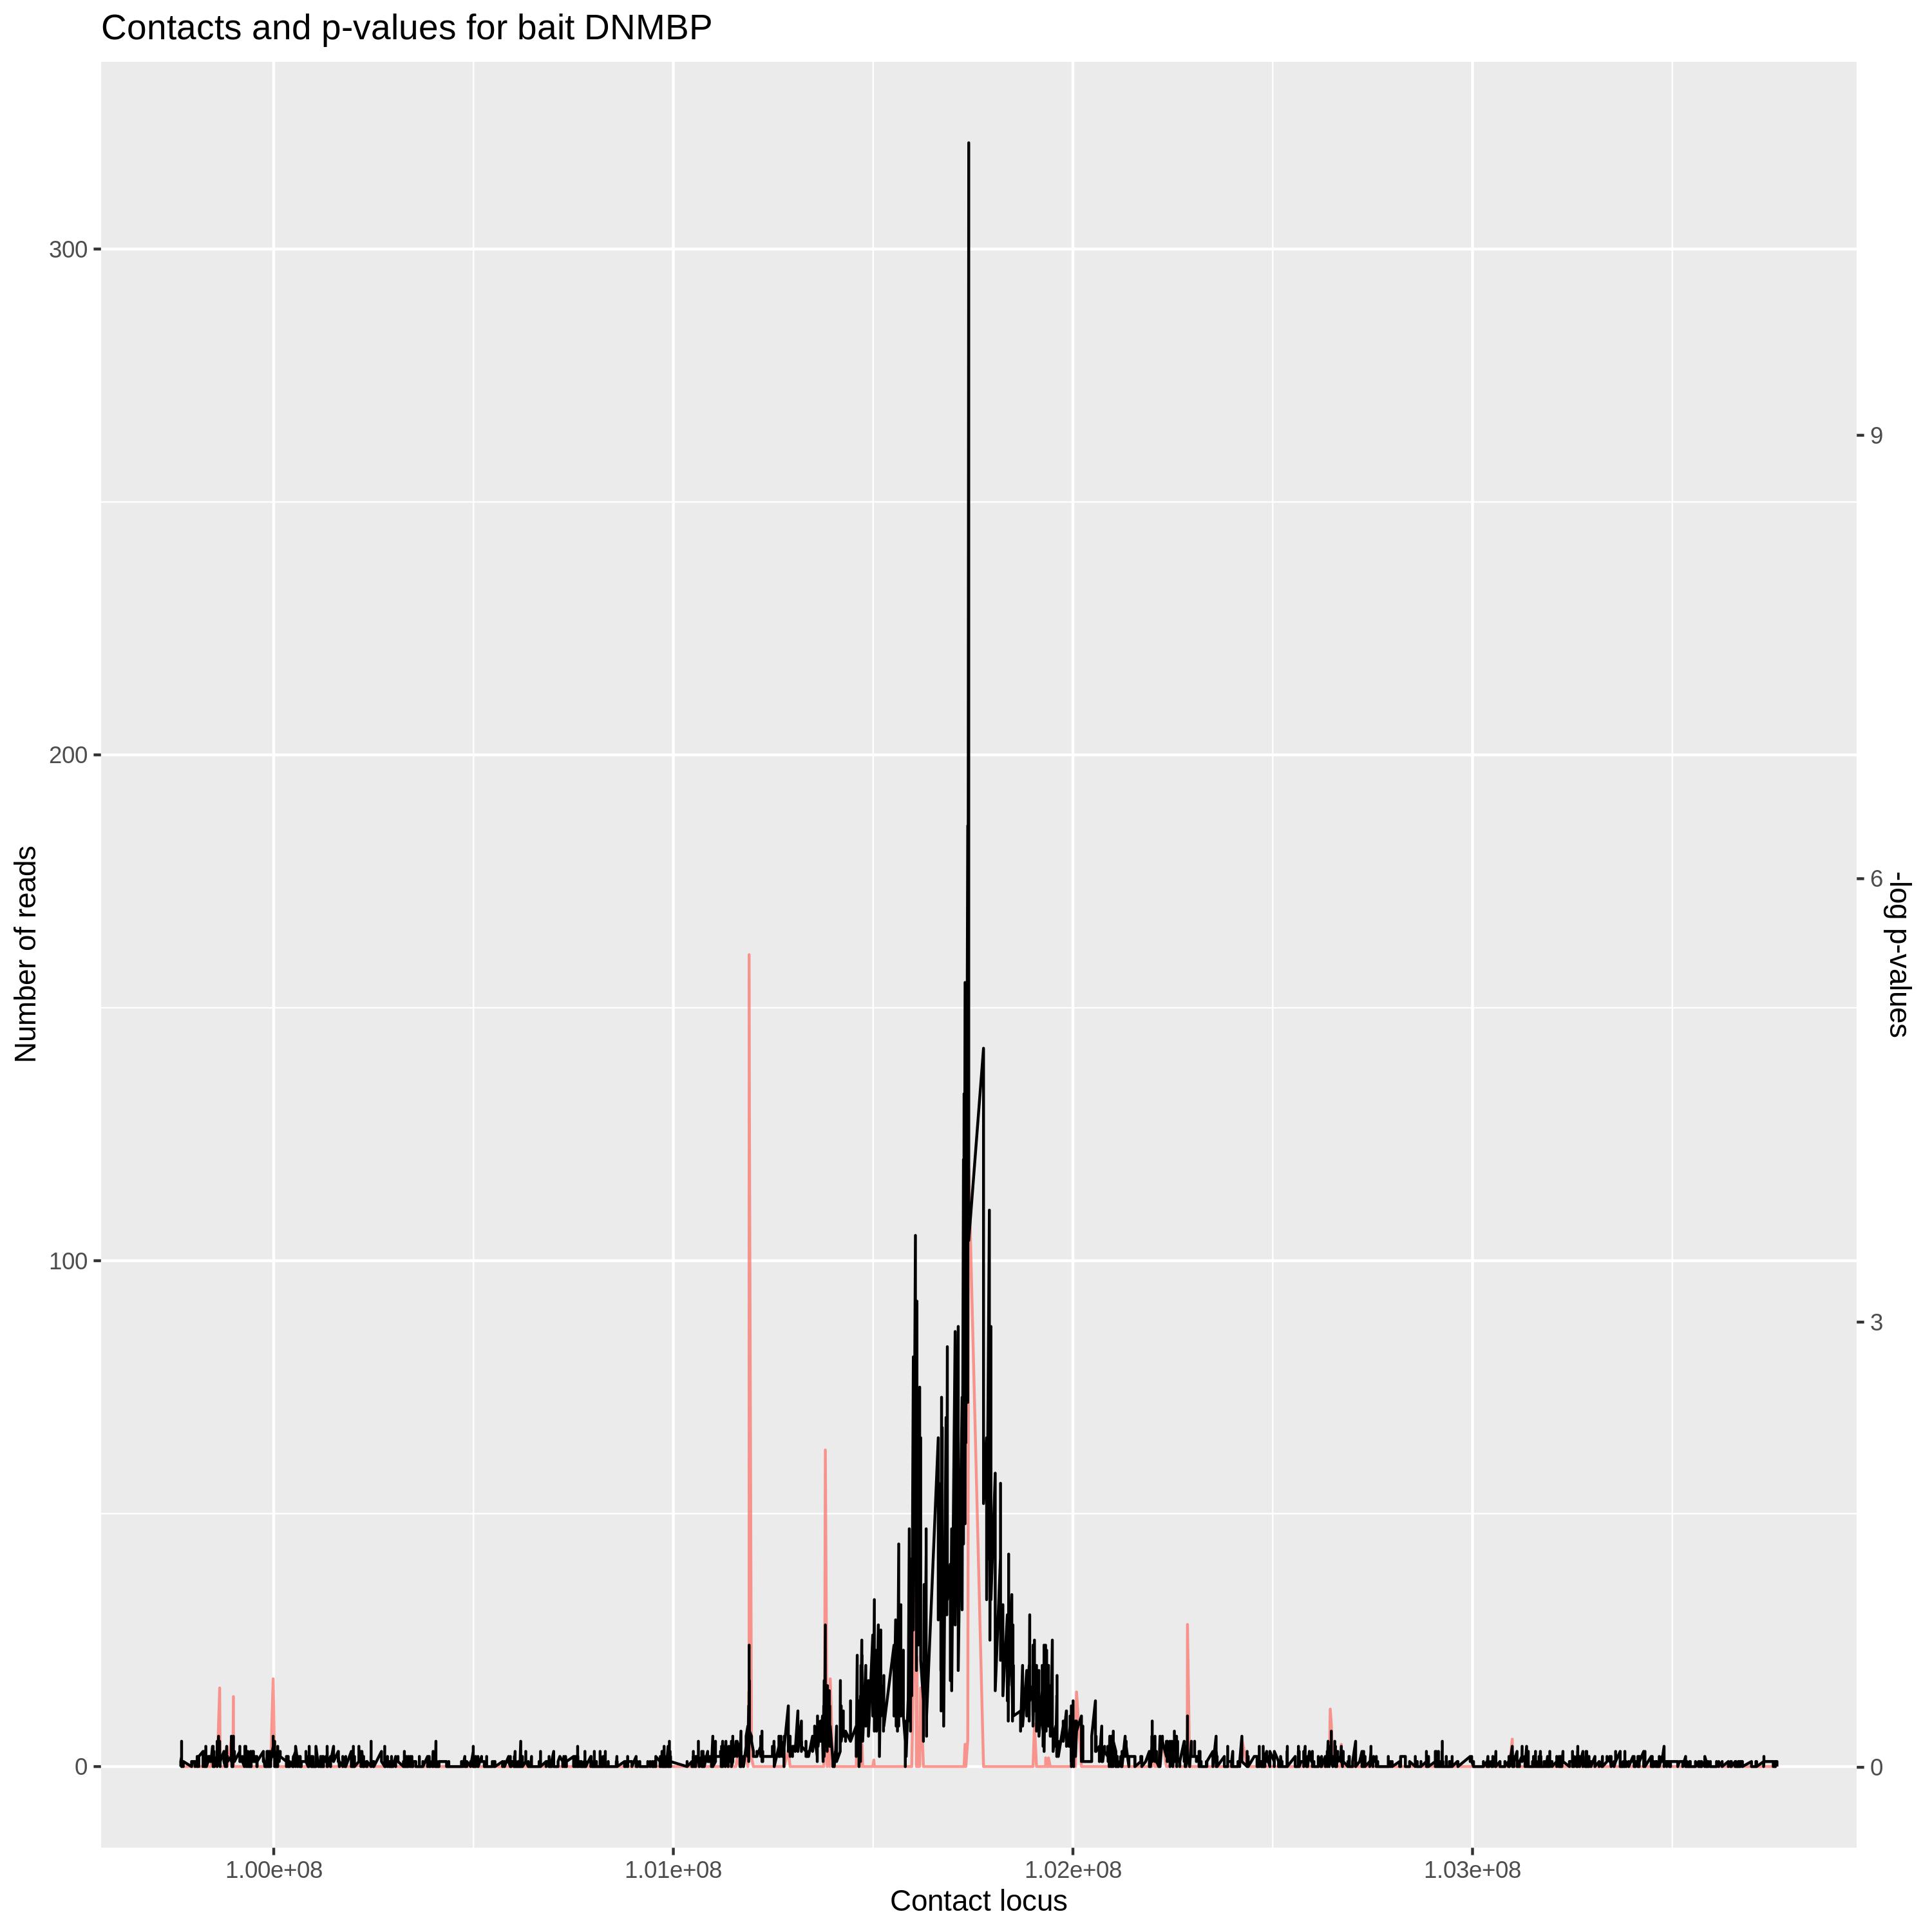 Contacts and p-values for bait DNMBP
300
200
100
0
Number of reads
9
6
3
0
-log p-values
1.00e+08
1.01e+08
1.02e+08
1.03e+08
Contact locus